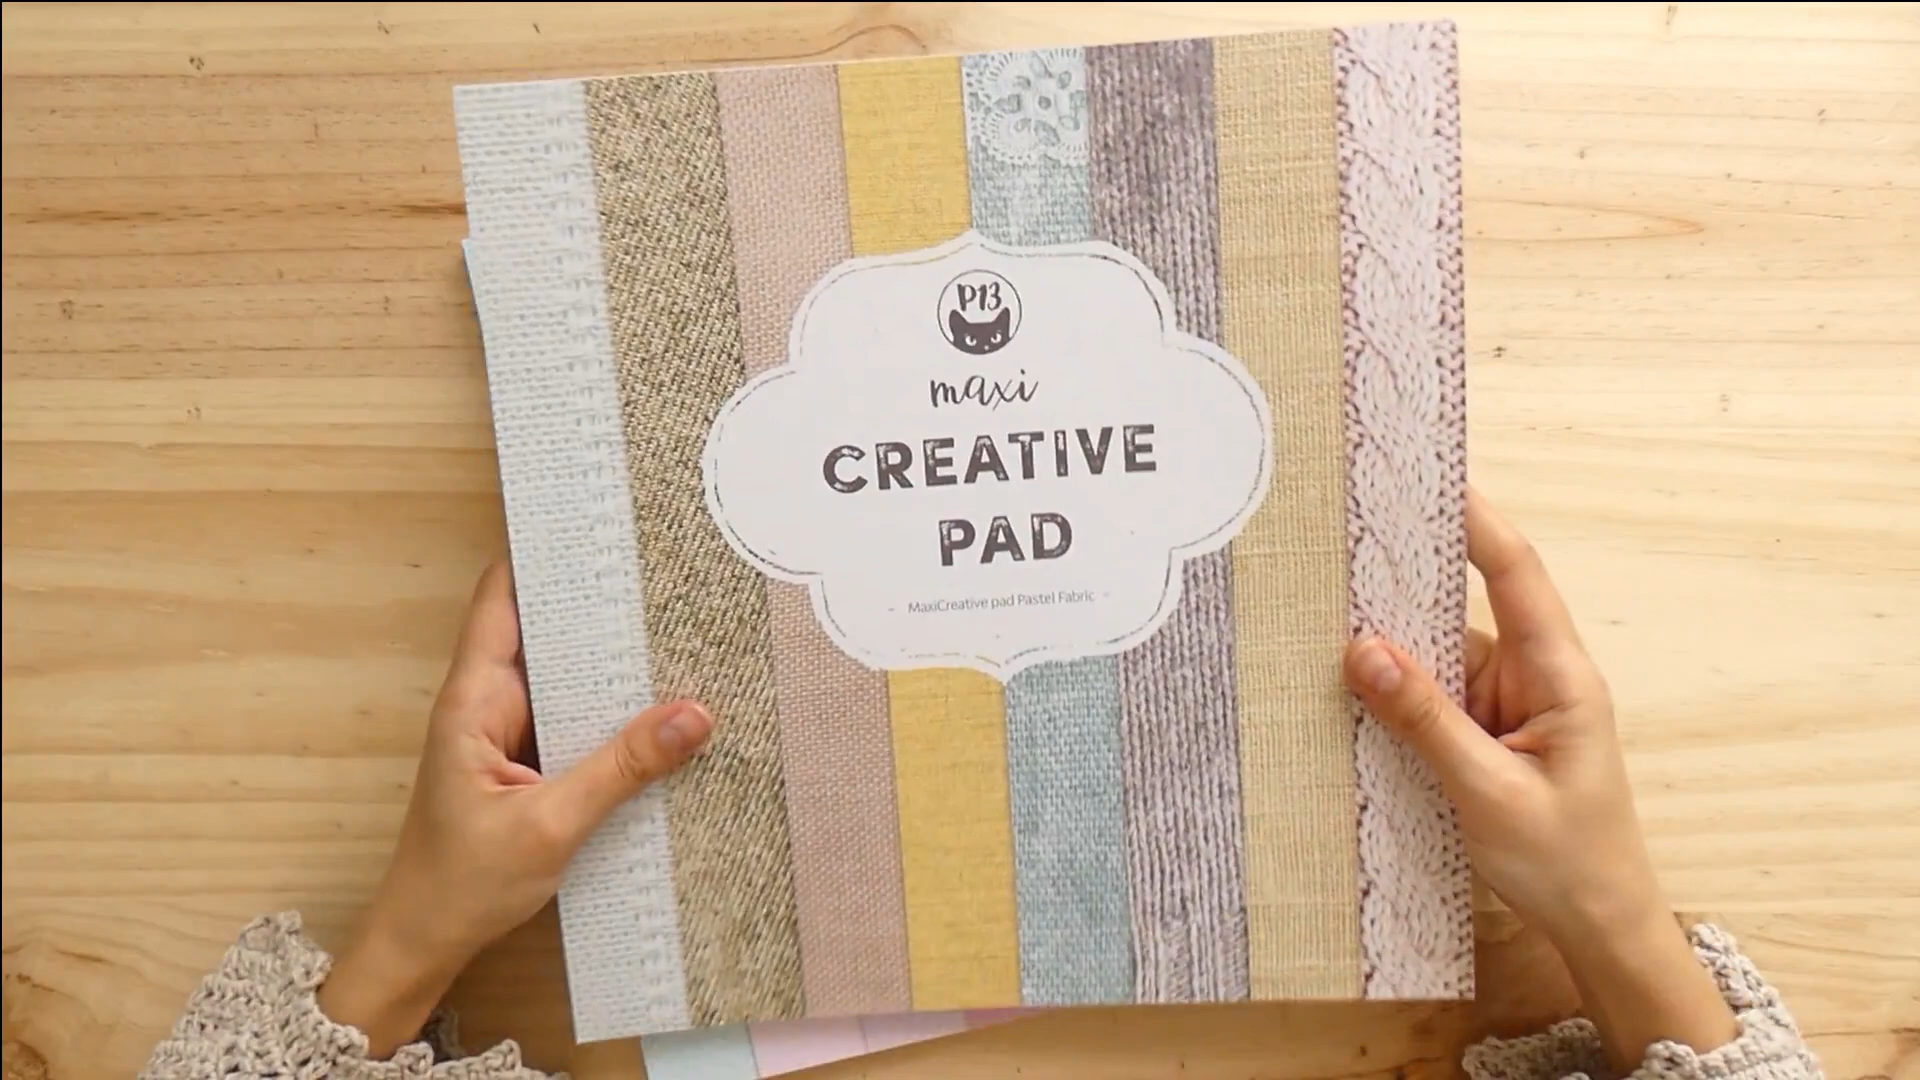 P13
maxi
CREATIVE
PAD
- MaxiCreative pad Pastel Fabric -